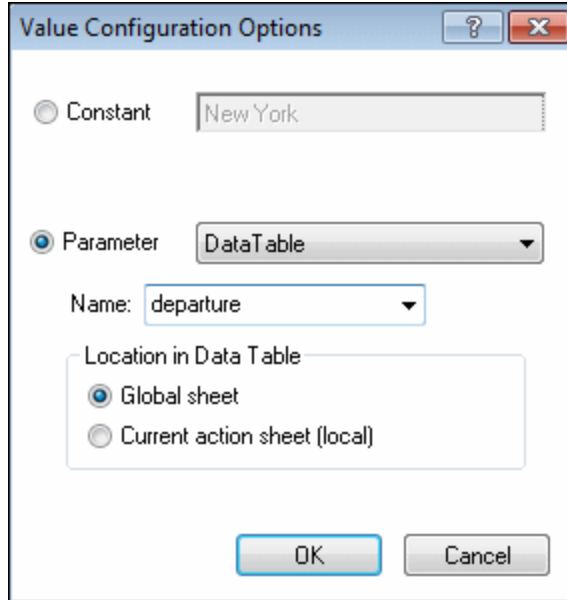 Value Configuration Options
Constant New York
Parameter DataTable
Name: departure
Location in Data Table
Global sheet
Current action sheet (local)
OK Cancel